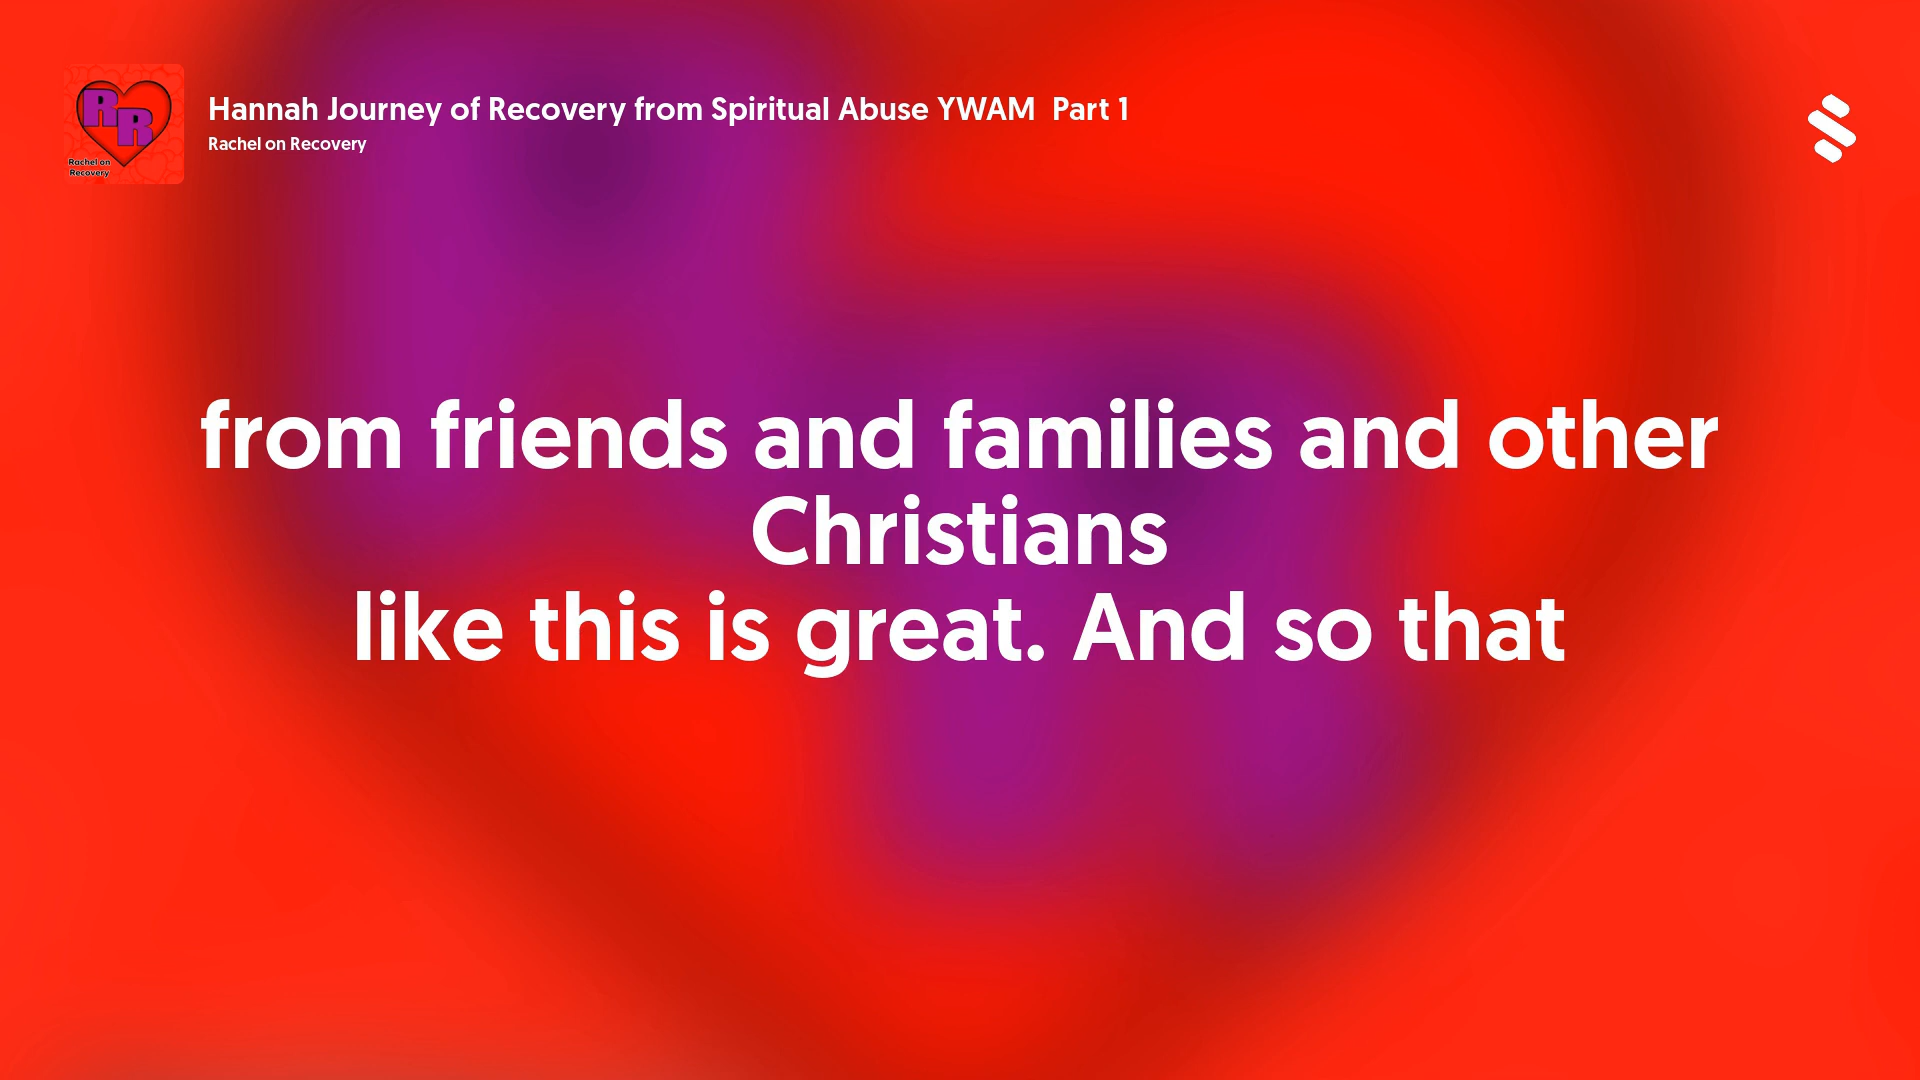 Hannah Journey of Recovery from Spiritual Abuse YWAM  Part 1
Rachel on Recovery
R
R
Rachel on
Recovery
from friends and families and other
Christians
like this is great. And so that